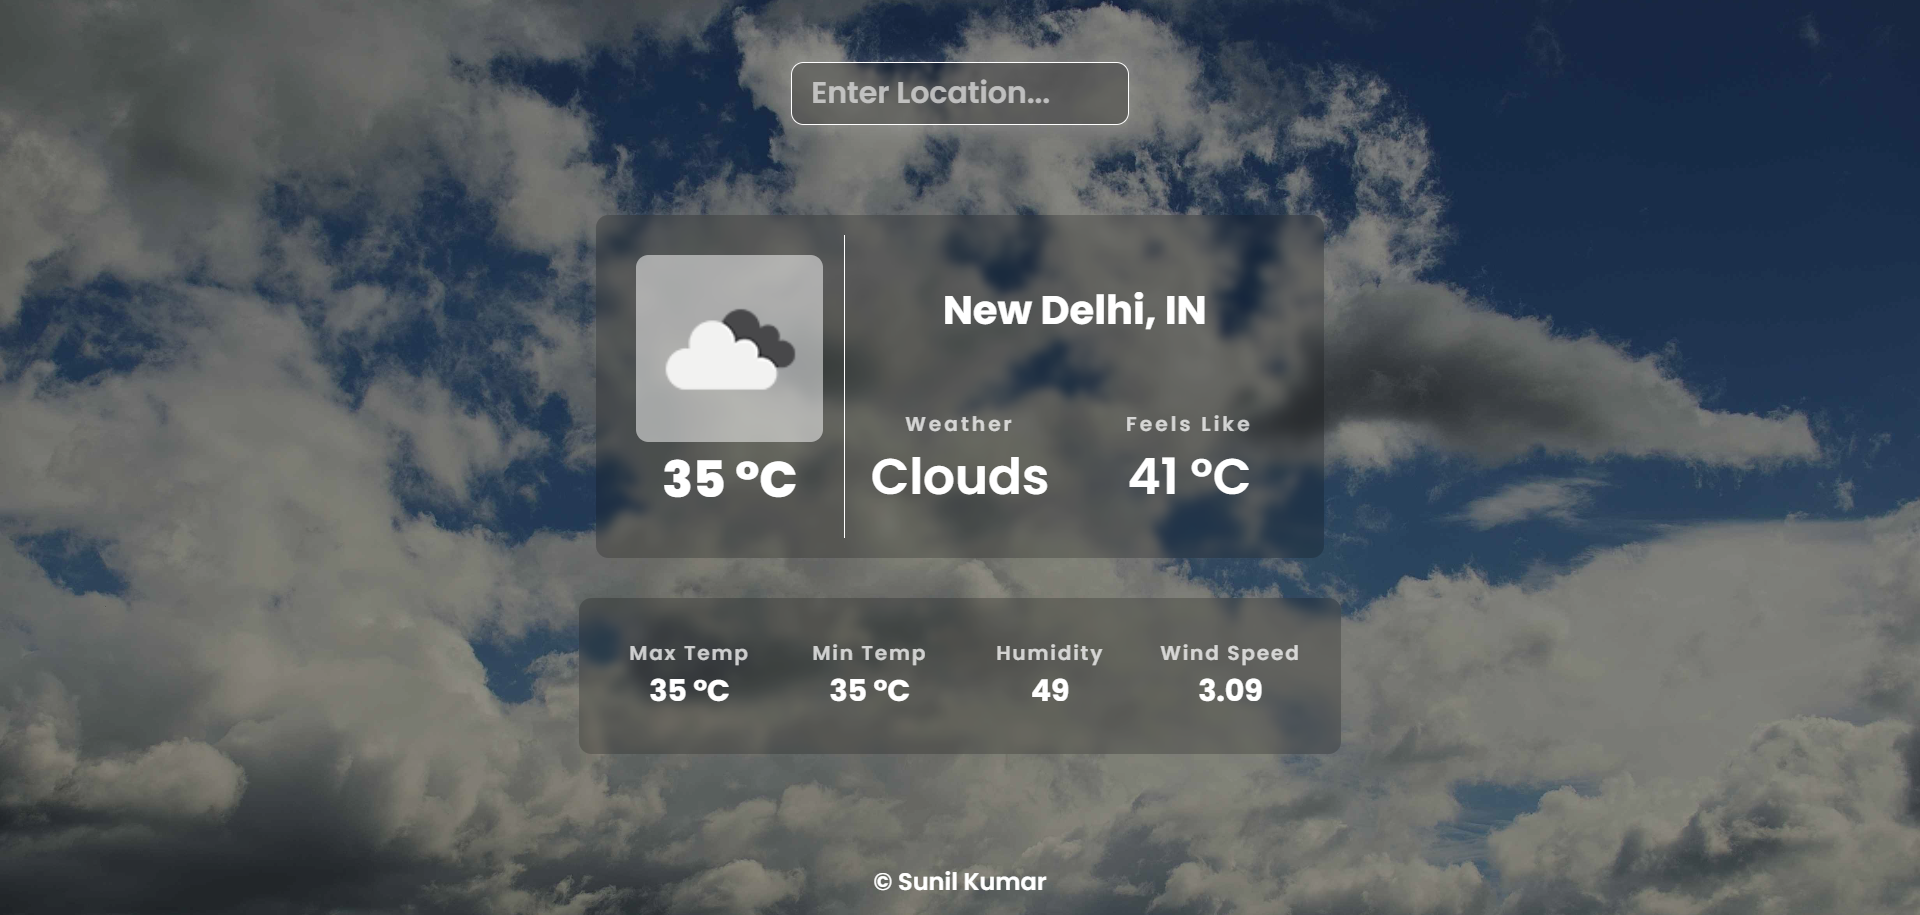 Enter Location...
New Delhi, IN
35 °C
Weather
Clouds
Feels Like
41 °C
Max Temp
35 °C
Min Temp
35 °C
Humidity
49
Wind Speed
3.09
© Sunil Kumar